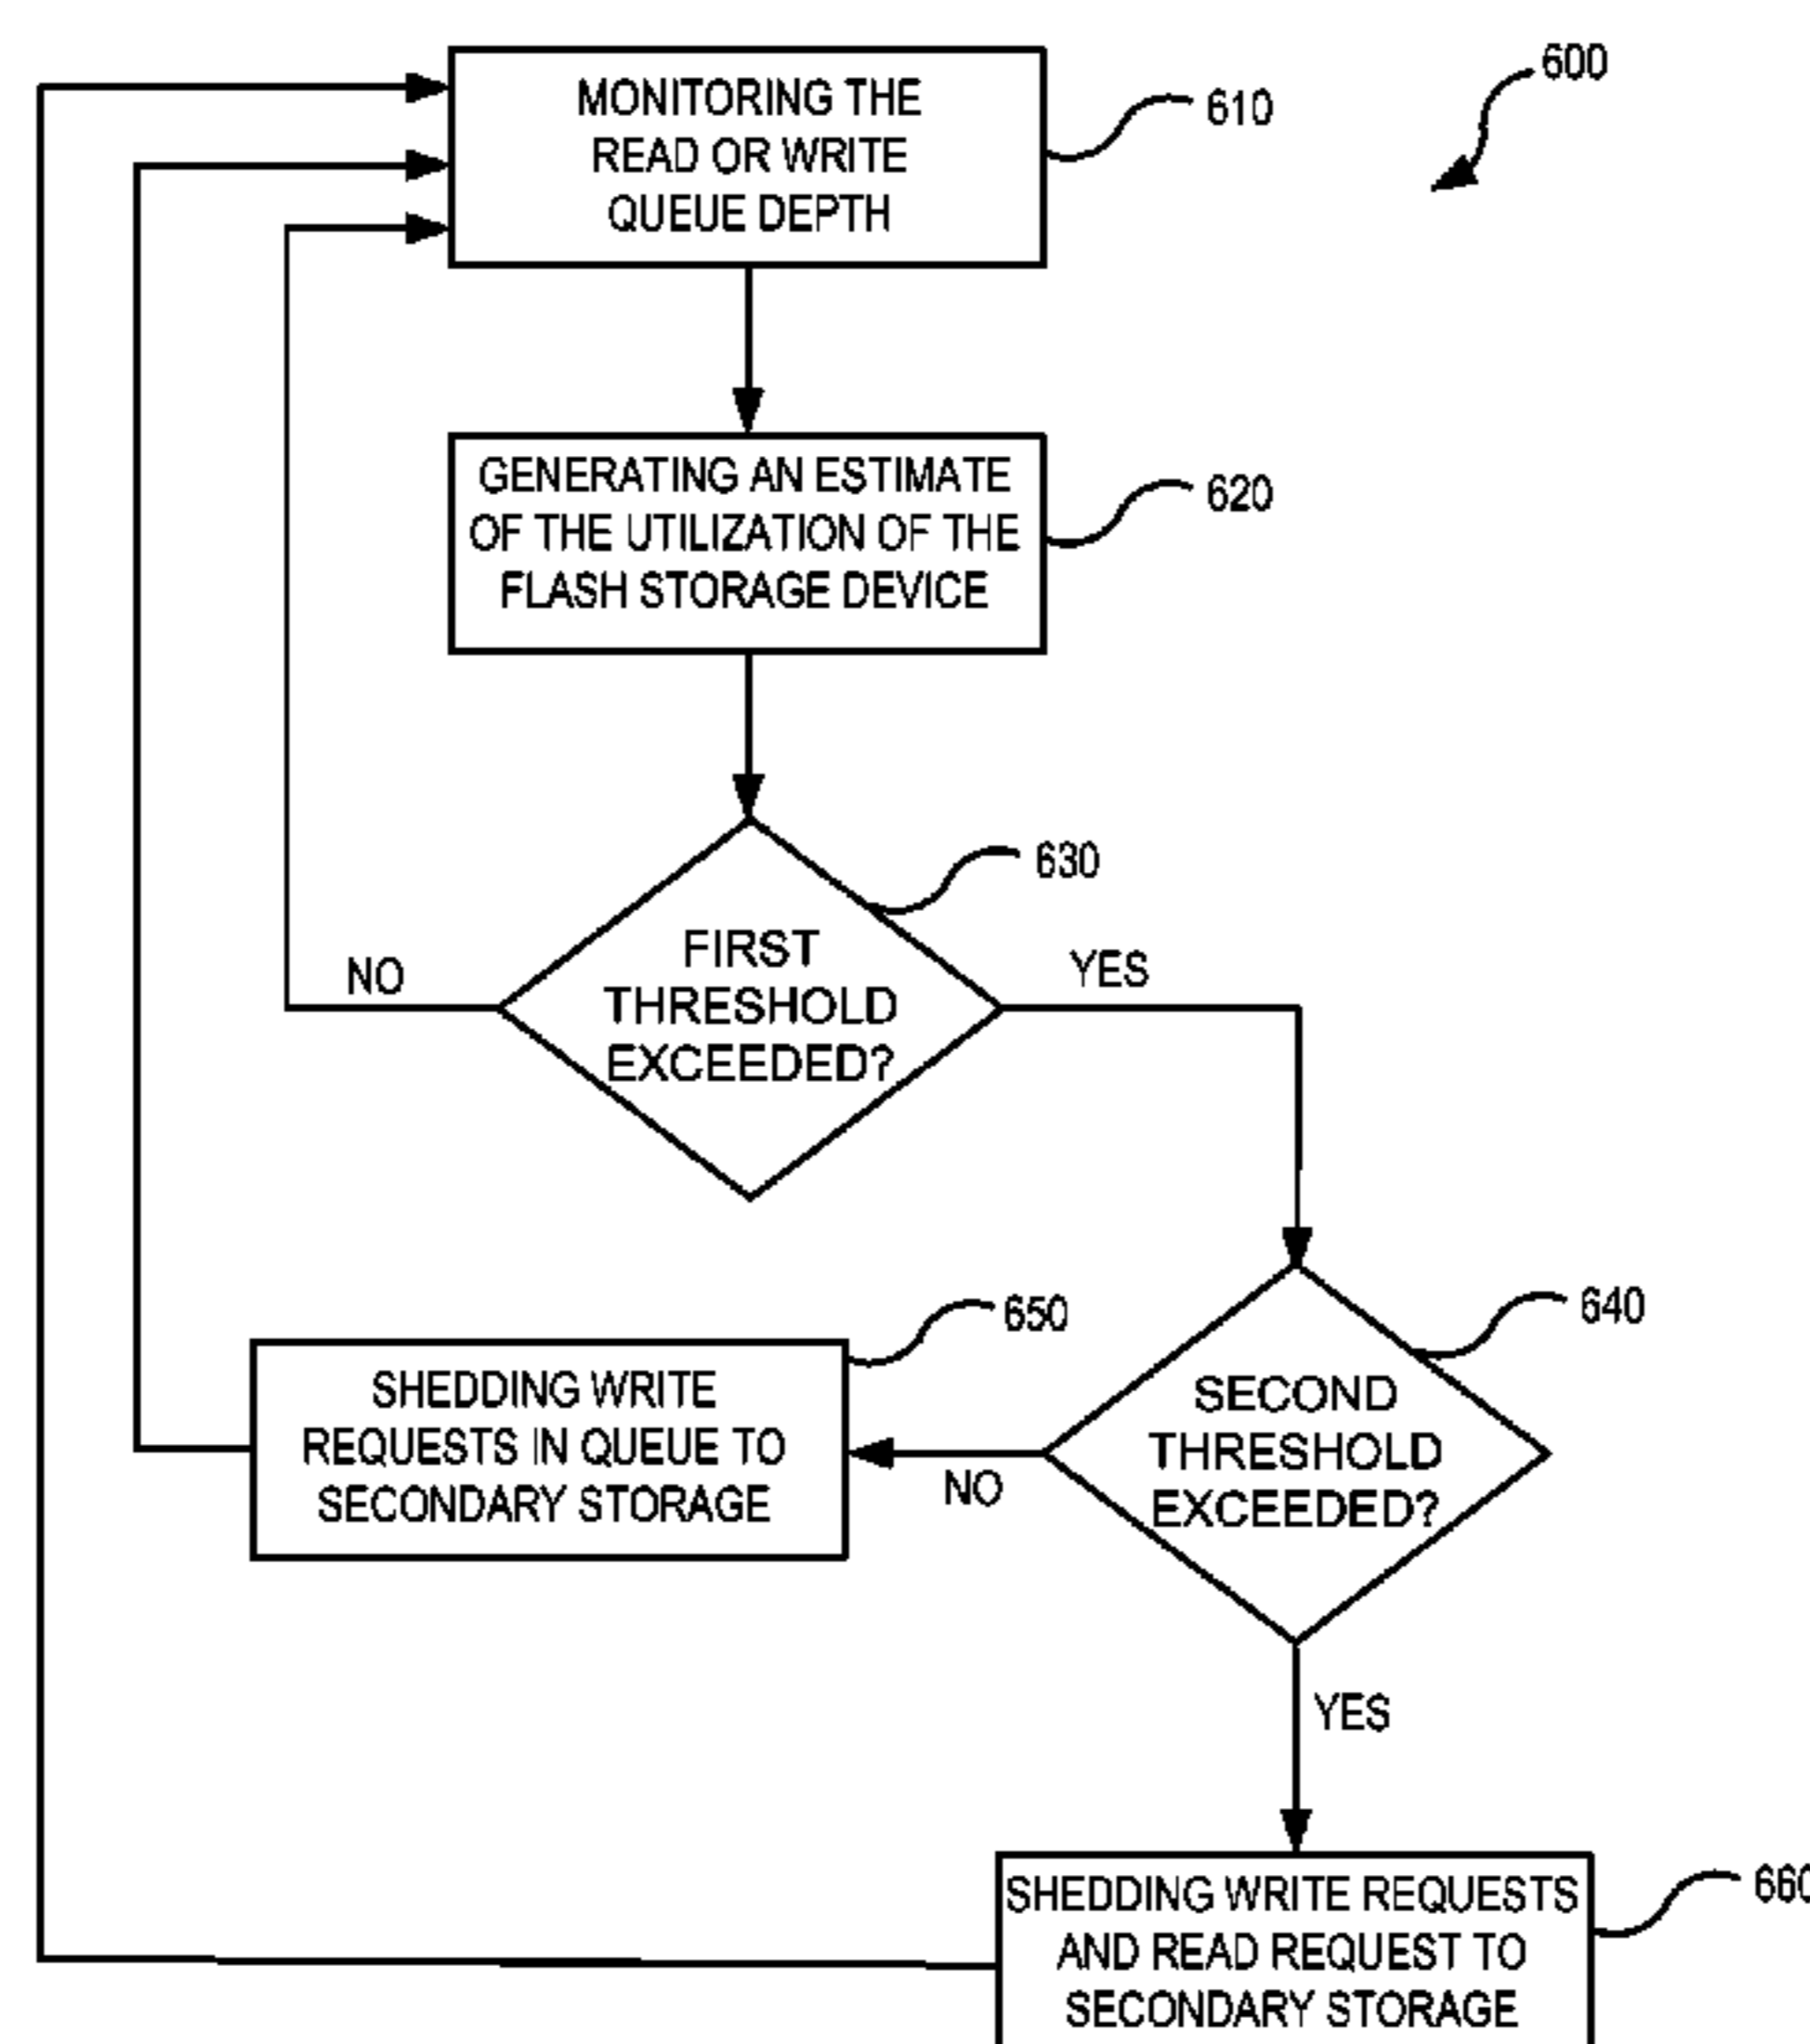 600
MONITORING THE
READ OR WRITE
QUEUE DEPTH
610
GENERATING AN ESTIMATE
OF THE UTILIZATION OF THE
FLASH STORAGE DEVICE
620
630
FIRST
THRESHOLD
EXCEEDED?
NO
YES
640
SECOND
THRESHOLD
EXCEEDED?
NO
YES
650
SHEDDING WRITE
REQUESTS IN QUEUE TO
SECONDARY STORAGE
660
SHEDDING WRITE REQUESTS
AND READ REQUEST TO
SECONDARY STORAGE